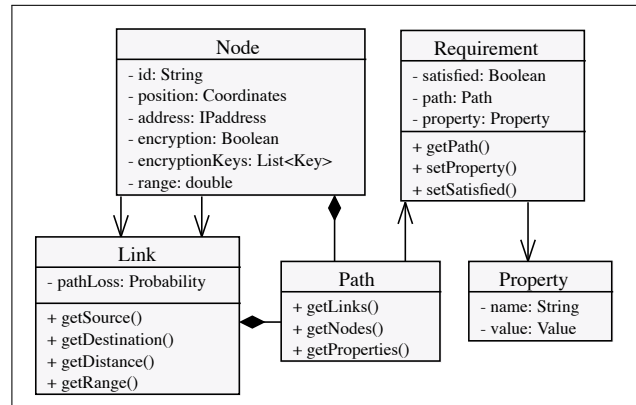 Node
- id: String
- position: Coordinates
- address: IPaddress
- encryption: Boolean
- encryptionKeys: List<Key>
- range: double
Requirement
- satisfied: Boolean
- path: Path
- property: Property
+ getPath()
+ setProperty()
+ setSatisfied()
Link
- pathLoss: Probability
+ getSource()
+ getDestination()
+ getDistance()
+ getRange()
Path
+ getLinks()
+ getNodes()
+ getProperties()
Property
- name: String
- value: Value